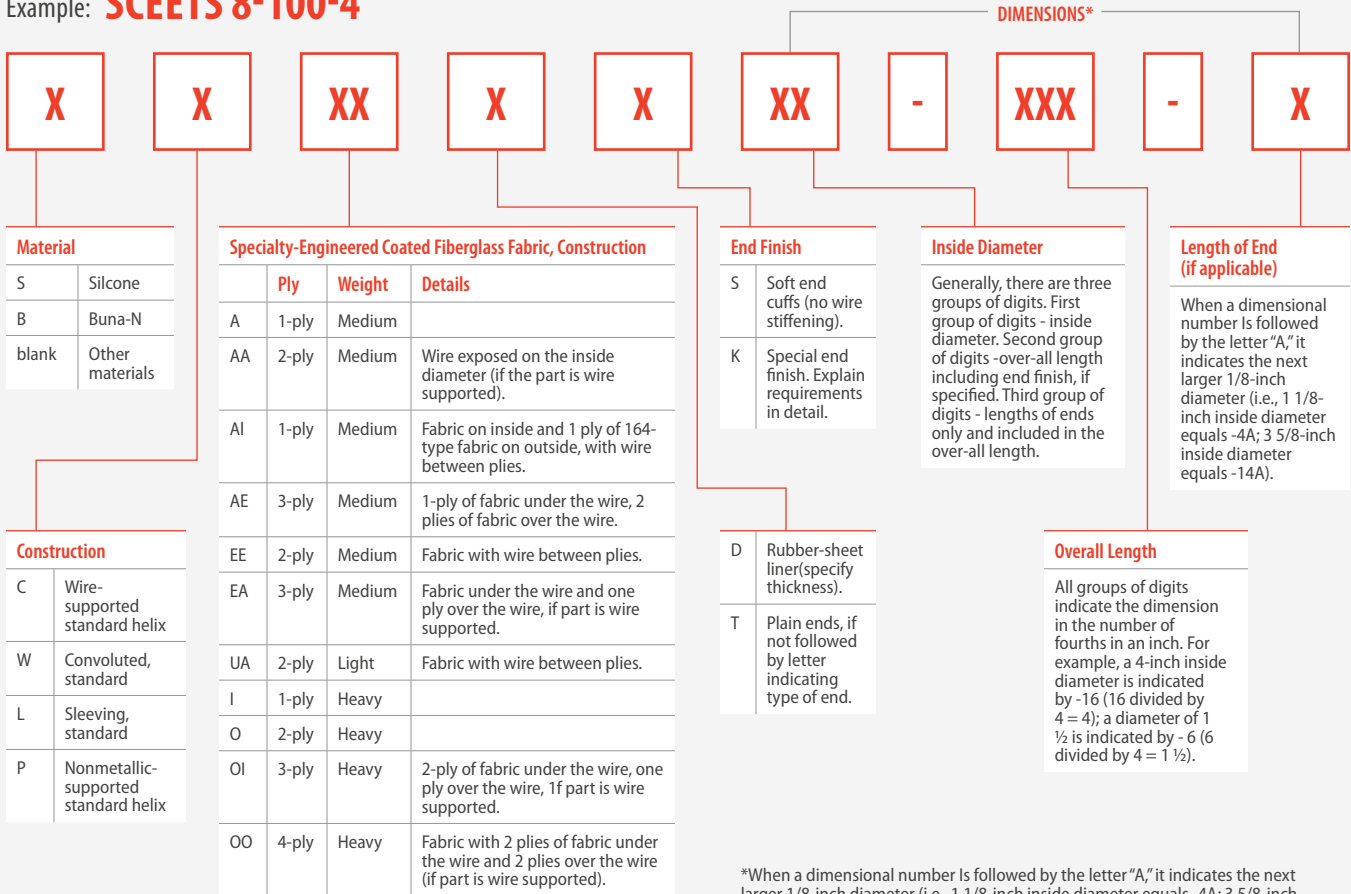 Example: SCEETS 8-100-4
DIMENSIONS*
X X XX X X XX - XXX - X
Material
S Silcone
B Buna-N
blank Other
materials
Construction
C Wire-
supported
standard helix
W Convoluted,
standard
L Sleeving,
standard
P Nonmetallic-
supported
standard helix
Specialty-Engineered Coated Fiberglass Fabric, Construction
Ply Weight Details
A 1-ply Medium
AA 2-ply Medium Wire exposed on the inside
diameter (if the part is wire
supported).
AI 1-ply Medium Fabric on inside and 1 ply of 164-
type fabric on outside, with wire
between plies.
AE 3-ply Medium 1-ply of fabric under the wire, 2
plies of fabric over the wire.
EE 2-ply Medium Fabric with wire between plies.
EA 3-ply Medium Fabric under the wire and one
ply over the wire, if part is wire
supported.
UA 2-ply Light Fabric with wire between plies.
I 1-ply Heavy
O 2-ply Heavy
OI 3-ply Heavy 2-ply of fabric under the wire, one
ply over the wire, 1f part is wire
supported.
OO 4-ply Heavy Fabric with 2 plies of fabric under
the wire and 2 plies over the wire
(if part is wire supported).
End Finish
S Soft end
cuffs (no wire
stiffening).
K Special end
finish. Explain
requirements
in detail.
D Rubber-sheet
liner(specify
thickness).
T Plain ends, if
not followed
by letter
indicating
type of end.
Inside Diameter
Generally, there are three
groups of digits. First
group of digits - inside
diameter. Second group
of digits -over-all length
including end finish, if
specified. Third group of
digits - lengths of ends
only and included in the
over-all length.
Overall Length
All groups of digits
indicate the dimension
in the number of
fourths in an inch. For
example, a 4-inch inside
diameter is indicated
by -16 (16 divided by
4 = 4); a diameter of 1
½ is indicated by - 6 (6
divided by 4 = 1 ½).
Length of End
(if applicable)
When a dimensional
number Is followed
by the letter “A,” it
indicates the next
larger 1/8-inch
diameter (i.e., 1 1/8-
inch inside diameter
equals -4A; 3 5/8-inch
inside diameter
equals -14A).
*When a dimensional number Is followed by the letter “A,” it indicates the next
larger 1/8-inch diameter (i.e., 1 1/8-inch inside diameter equals -4A; 3 5/8-inch